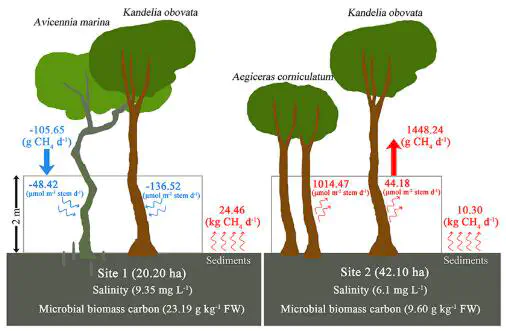 Kandelia obovata
Avicennia marina
-105.65
(g CH₄ d⁻¹)
-48.42
(μmol m⁻² stem d⁻¹)
-136.52
(μmol m⁻² stem d⁻¹)
2 m
24.46
(kg CH₄ d⁻¹)
Sediments
Site 1 (20.20 ha)
Salinity (9.35 mg L⁻¹)
Microbial biomass carbon (23.19 g kg⁻¹ FW)
Kandelia obovata
Aegiceras corniculatum
1448.24
(g CH₄ d⁻¹)
1014.47
(μmol m⁻² stem d⁻¹)
44.18
(μmol m⁻² stem d⁻¹)
10.30
(kg CH₄ d⁻¹)
Sediments
Site 2 (42.10 ha)
Salinity (6.1 mg L⁻¹)
Microbial biomass carbon (9.60 g kg⁻¹ FW)